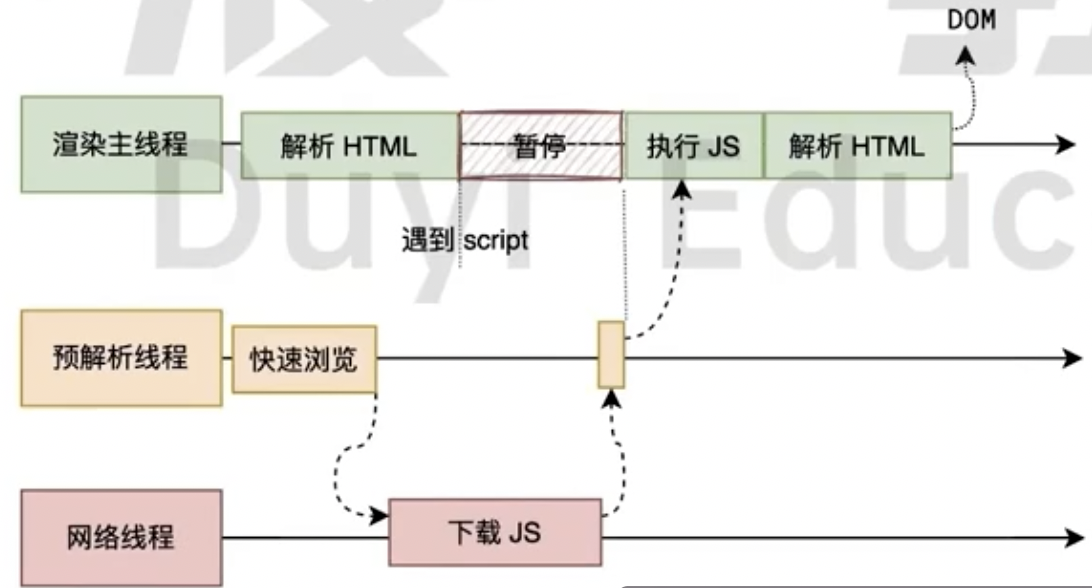 DOM
渲染主线程
解析 HTML
暂停
执行 JS
解析 HTML
遇到 script
Duyi Educ
预解析线程
快速浏览
网络线程
下载 JS